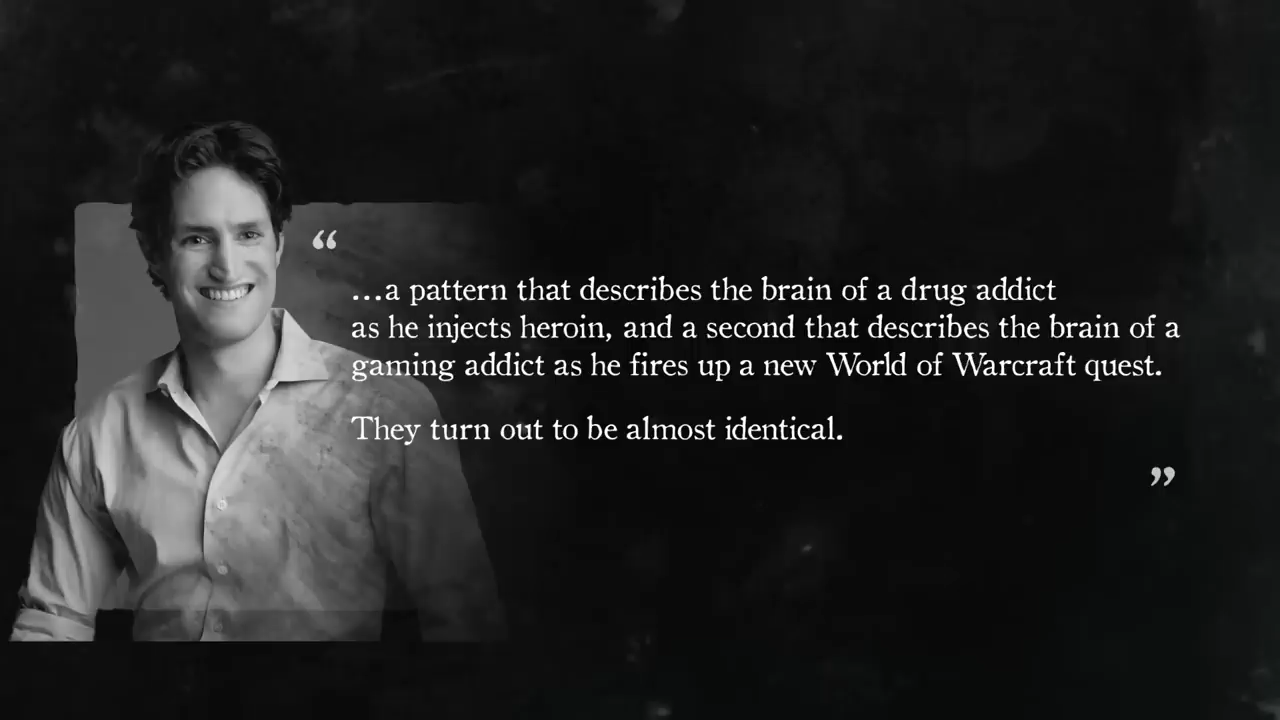 “
…a pattern that describes the brain of a drug addict
as he injects heroin, and a second that describes the brain of a
gaming addict as he fires up a new World of Warcraft quest.
They turn out to be almost identical.
”